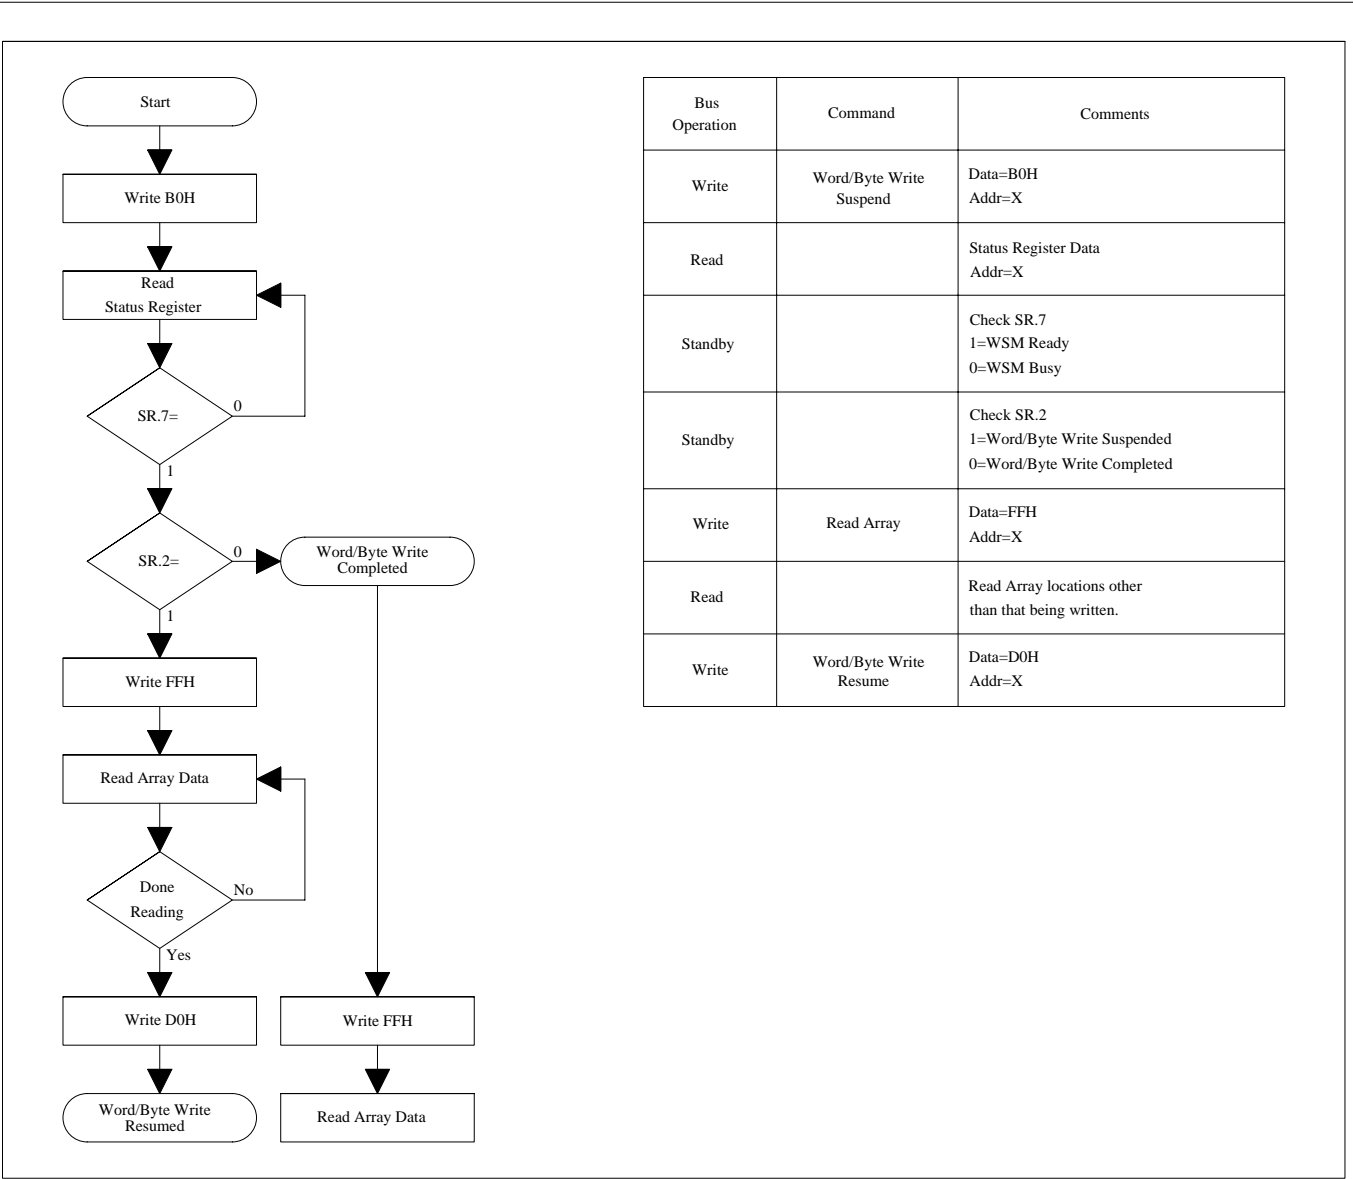 Start
Write B0H
Read
Status Register
SR.7=
0
1
SR.2=
0
Word/Byte Write
Completed
1
Write FFH
Read Array Data
Done
Reading
No
Yes
Write D0H
Write FFH
Word/Byte Write
Resumed
Read Array Data
Bus
Operation
Command
Comments
Write
Word/Byte Write
Suspend
Data=B0H
Addr=X
Read
Status Register Data
Addr=X
Standby
Check SR.7
1=WSM Ready
0=WSM Busy
Standby
Check SR.2
1=Word/Byte Write Suspended
0=Word/Byte Write Completed
Write
Read Array
Data=FFH
Addr=X
Read
Read Array locations other
than that being written.
Write
Word/Byte Write
Resume
Data=D0H
Addr=X